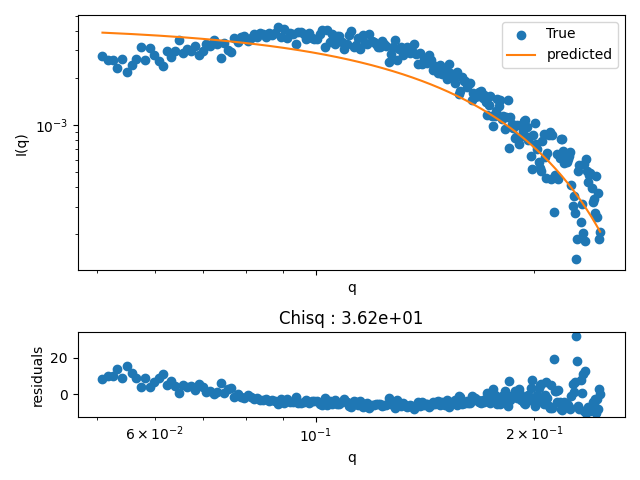 True
predicted
I(q)
10⁻³
q
Chisq : 3.62e+01
residuals
20
0
6 × 10⁻²
10⁻¹
2 × 10⁻¹
q